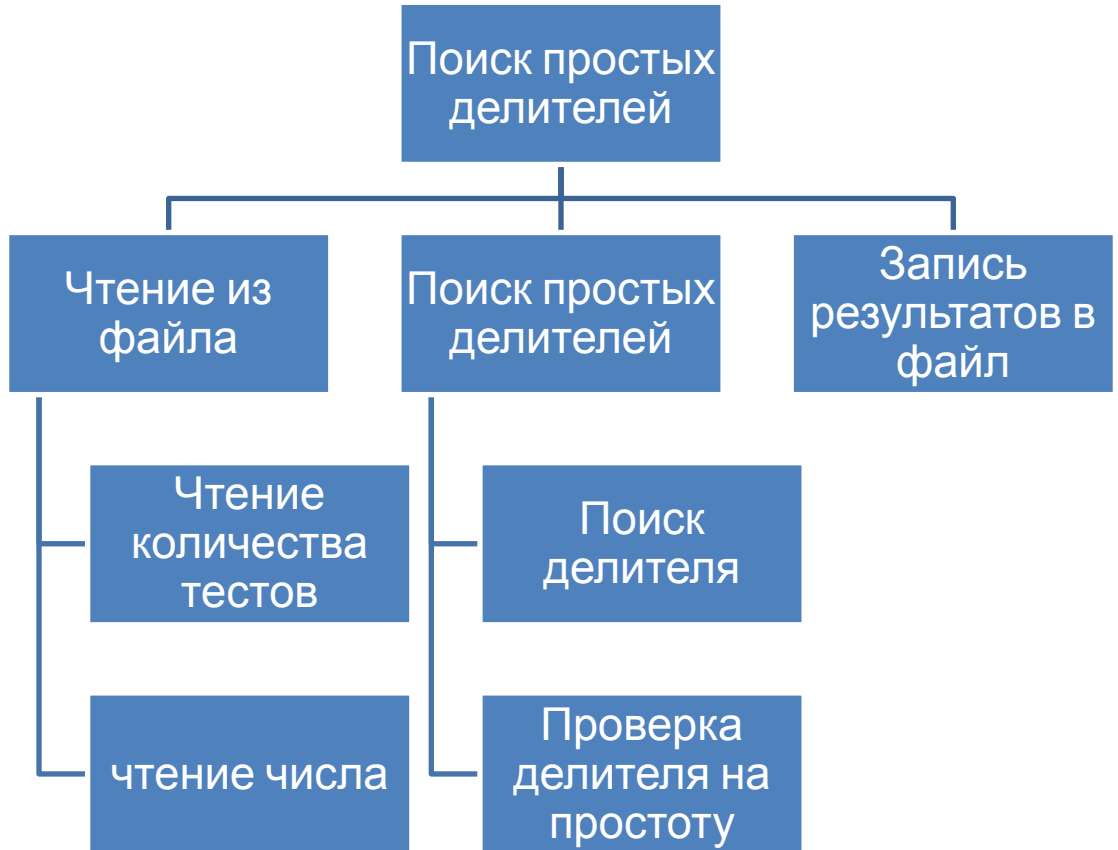 Поиск простых
делителей
Чтение из
файла
Поиск простых
делителей
Запись
результатов в
файл
Чтение
количества
тестов
Поиск
делителя
чтение числа
Проверка
делителя на
простоту